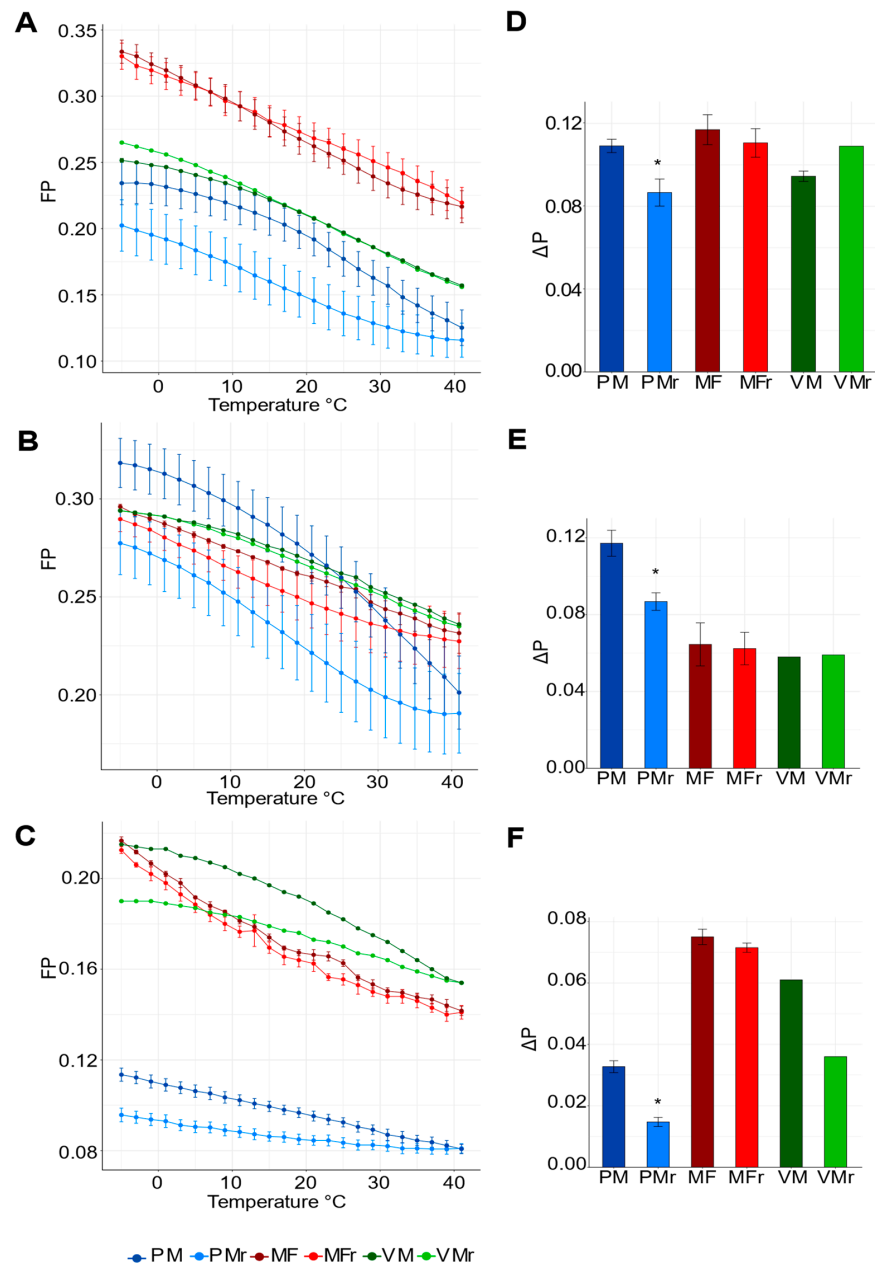 A
0.35
0.30
0.25
0.20
0.15
0.10
FP
0 10 20 30 40
Temperature °C
D
0.12
0.08
0.04
0.00
ΔP
*
PM PMr MF MFr VM VMr
B
0.30
0.25
0.20
FP
0 10 20 30 40
Temperature °C
E
0.12
0.08
0.04
0.00
ΔP
*
PM PMr MF MFr VM VMr
C
0.20
0.16
0.12
0.08
FP
0 10 20 30 40
Temperature °C
F
0.08
0.06
0.04
0.02
0.00
ΔP
*
PM PMr MF MFr VM VMr
PM PMr MF MFr VM VMr